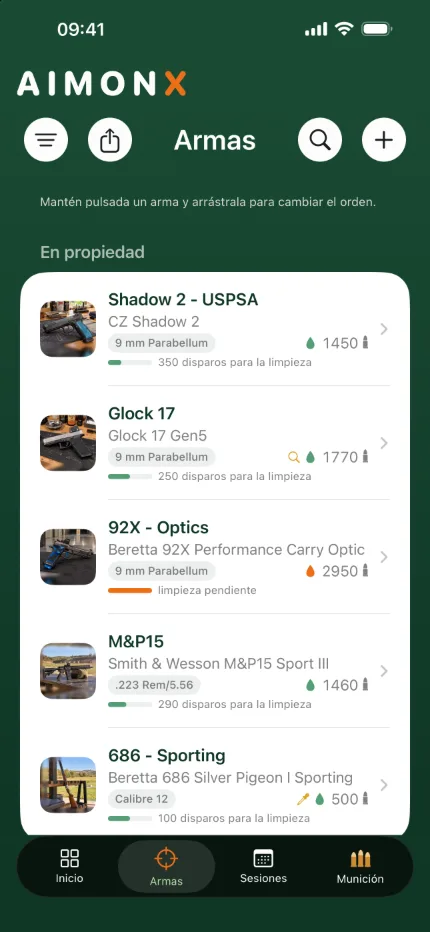 09:41
AIMONX
Armas
Mantén pulsada un arma y arrástrala para cambiar el orden.
En propiedad
Shadow 2 - USPSA
CZ Shadow 2
9 mm Parabellum
1450
350 disparos para la limpieza
Glock 17
Glock 17 Gen5
9 mm Parabellum
1770
250 disparos para la limpieza
92X - Optics
Beretta 92X Performance Carry Optic
9 mm Parabellum
2950
limpieza pendiente
M&P15
Smith & Wesson M&P15 Sport III
.223 Rem/5.56
1460
290 disparos para la limpieza
686 - Sporting
Beretta 686 Silver Pigeon I Sporting
Calibre 12
500
100 disparos para la limpieza
Inicio
Armas
Sesiones
Munición